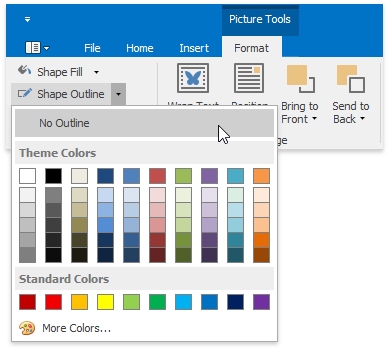 Picture Tools
File Home Insert Format
Shape Fill
Shape Outline
Wrap Text Position Bring to Front Send to Back
No Outline
Theme Colors
Standard Colors
More Colors...